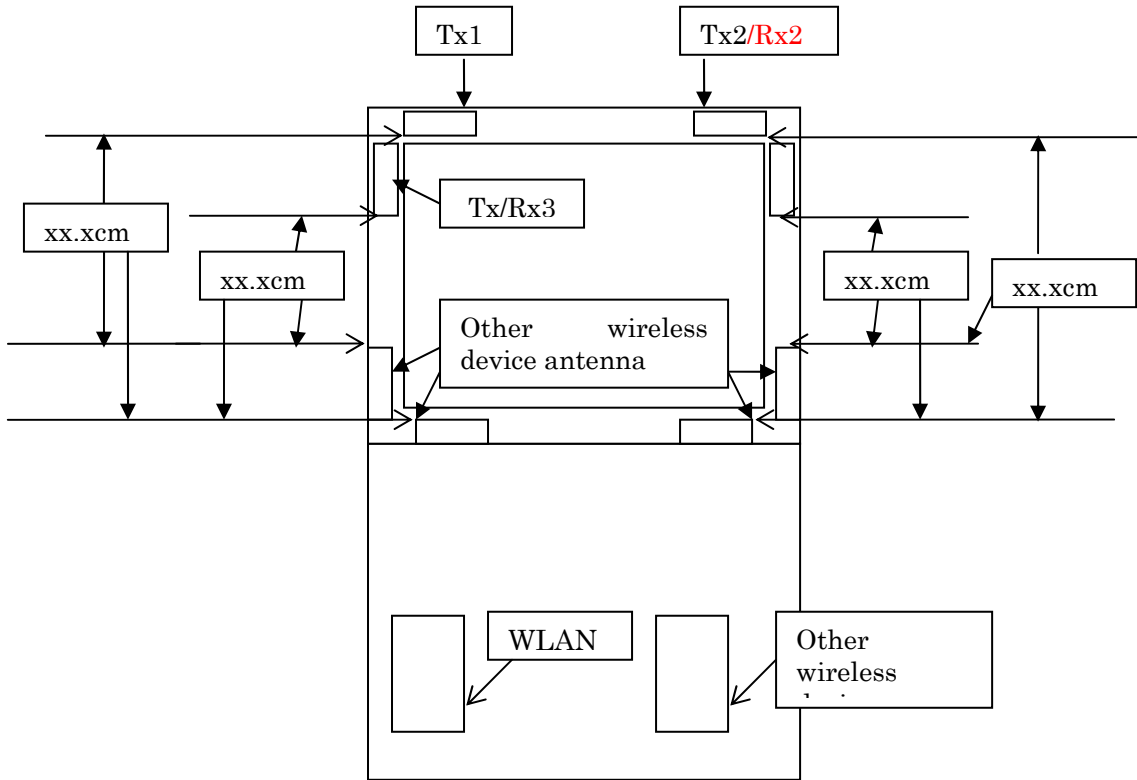 Tx1
Tx2/Rx2
Tx/Rx3
xx.xcm
xx.xcm
xx.xcm
xx.xcm
Other wireless
device antenna
WLAN
Other
wireless